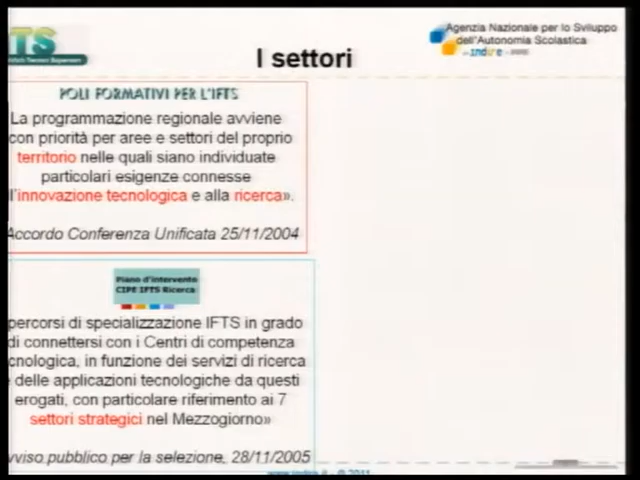 TS
Agenzia Nazionale per lo Sviluppo
dell'Autonomia Scolastica
I settori
POLI FORMATIVI PER L'IFTS
La programmazione regionale avviene
con priorità per aree e settori del proprio
territorio nelle quali siano individuate
particolari esigenze connesse
l'innovazione tecnologica e alla ricerca».
Accordo Conferenza Unificata 25/11/2004
Piano d'intervento
CIPE IFTS Ricerca
percorsi di specializzazione IFTS in grado
di connettersi con i Centri di competenza
cnologica, in funzione dei servizi di ricerca
delle applicazioni tecnologiche da questi
erogati, con particolare riferimento ai 7
settori strategici nel Mezzogiorno»
vviso pubblico per la selezione, 28/11/2005